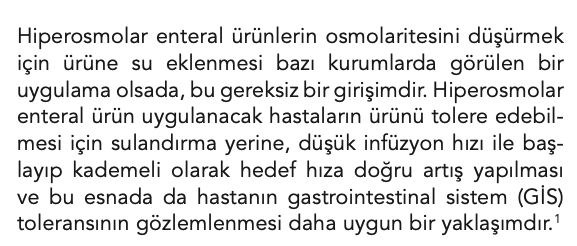 Hiperosmolar enteral ürünlerin osmolaritesini düşürmek
için ürüne su eklenmesi bazı kurumlarda görülen bir
uygulama olsada, bu gereksiz bir girişimdir. Hiperosmolar
enteral ürün uygulanacak hastaların ürünü tolere edebil-
mesi için sulandırma yerine, düşük infüzyon hızı ile baş-
layıp kademeli olarak hedef hıza doğru artış yapılması
ve bu esnada da hastanın gastrointestinal sistem (GİS)
toleransının gözlemlenmesi daha uygun bir yaklaşımdır.¹